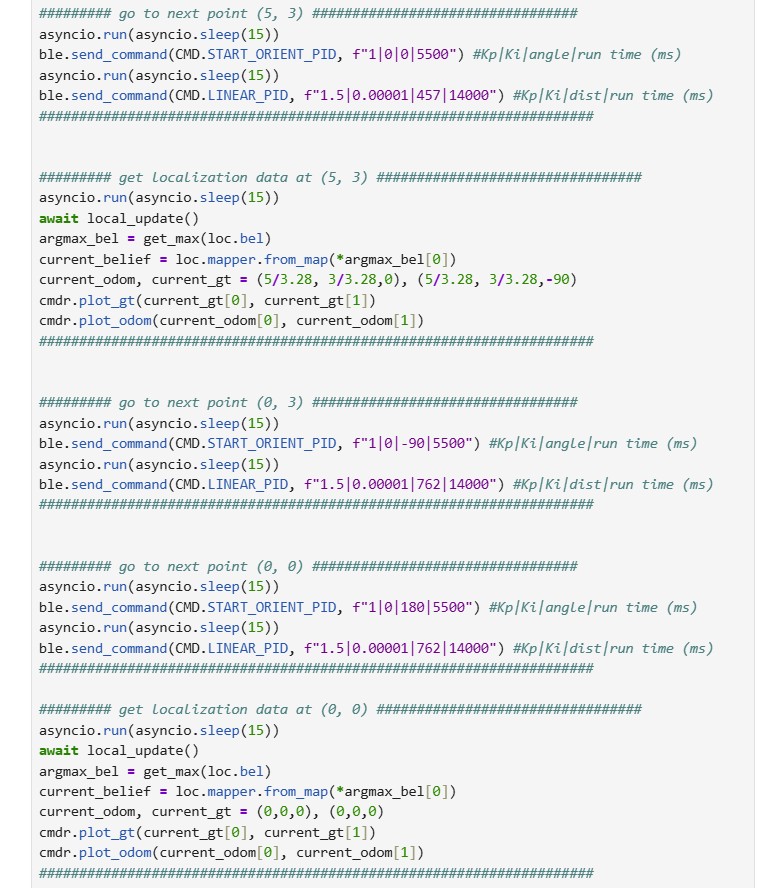 ######### go to next point (5, 3) #################################
asyncio.run(asyncio.sleep(15))
ble.send_command(CMD.START_ORIENT_PID, f"1|0|0|5500") #Kp|Ki|angle|run time (ms)
asyncio.run(asyncio.sleep(15))
ble.send_command(CMD.LINEAR_PID, f"1.5|0.00001|457|14000") #Kp|Ki|dist|run time (ms)
#####################################################################
######### get localization data at (5, 3) #################################
asyncio.run(asyncio.sleep(15))
await local_update()
argmax_bel = get_max(loc.bel)
current_belief = loc.mapper.from_map(*argmax_bel[0])
current_odom, current_gt = (5/3.28, 3/3.28,0), (5/3.28, 3/3.28,-90)
cmdr.plot_gt(current_gt[0], current_gt[1])
cmdr.plot_odom(current_odom[0], current_odom[1])
#####################################################################
######### go to next point (0, 3) #################################
asyncio.run(asyncio.sleep(15))
ble.send_command(CMD.START_ORIENT_PID, f"1|0|-90|5500") #Kp|Ki|angle|run time (ms)
asyncio.run(asyncio.sleep(15))
ble.send_command(CMD.LINEAR_PID, f"1.5|0.00001|762|14000") #Kp|Ki|dist|run time (ms)
#####################################################################
######### go to next point (0, 0) #################################
asyncio.run(asyncio.sleep(15))
ble.send_command(CMD.START_ORIENT_PID, f"1|0|180|5500") #Kp|Ki|angle|run time (ms)
asyncio.run(asyncio.sleep(15))
ble.send_command(CMD.LINEAR_PID, f"1.5|0.00001|762|14000") #Kp|Ki|dist|run time (ms)
#####################################################################
######### get localization data at (0, 0) #################################
asyncio.run(asyncio.sleep(15))
await local_update()
argmax_bel = get_max(loc.bel)
current_belief = loc.mapper.from_map(*argmax_bel[0])
current_odom, current_gt = (0,0,0), (0,0,0)
cmdr.plot_gt(current_gt[0], current_gt[1])
cmdr.plot_odom(current_odom[0], current_odom[1])
#####################################################################